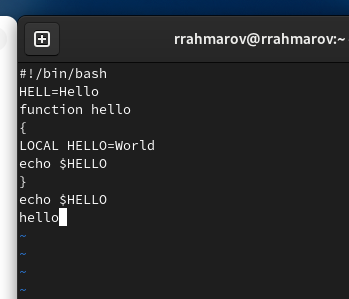 rrahmarov@rrahmarov:~
#!/bin/bash
HELL=Hello
function hello
{
LOCAL HELLO=World
echo $HELLO
}
echo $HELLO
hello
~
~
~
~